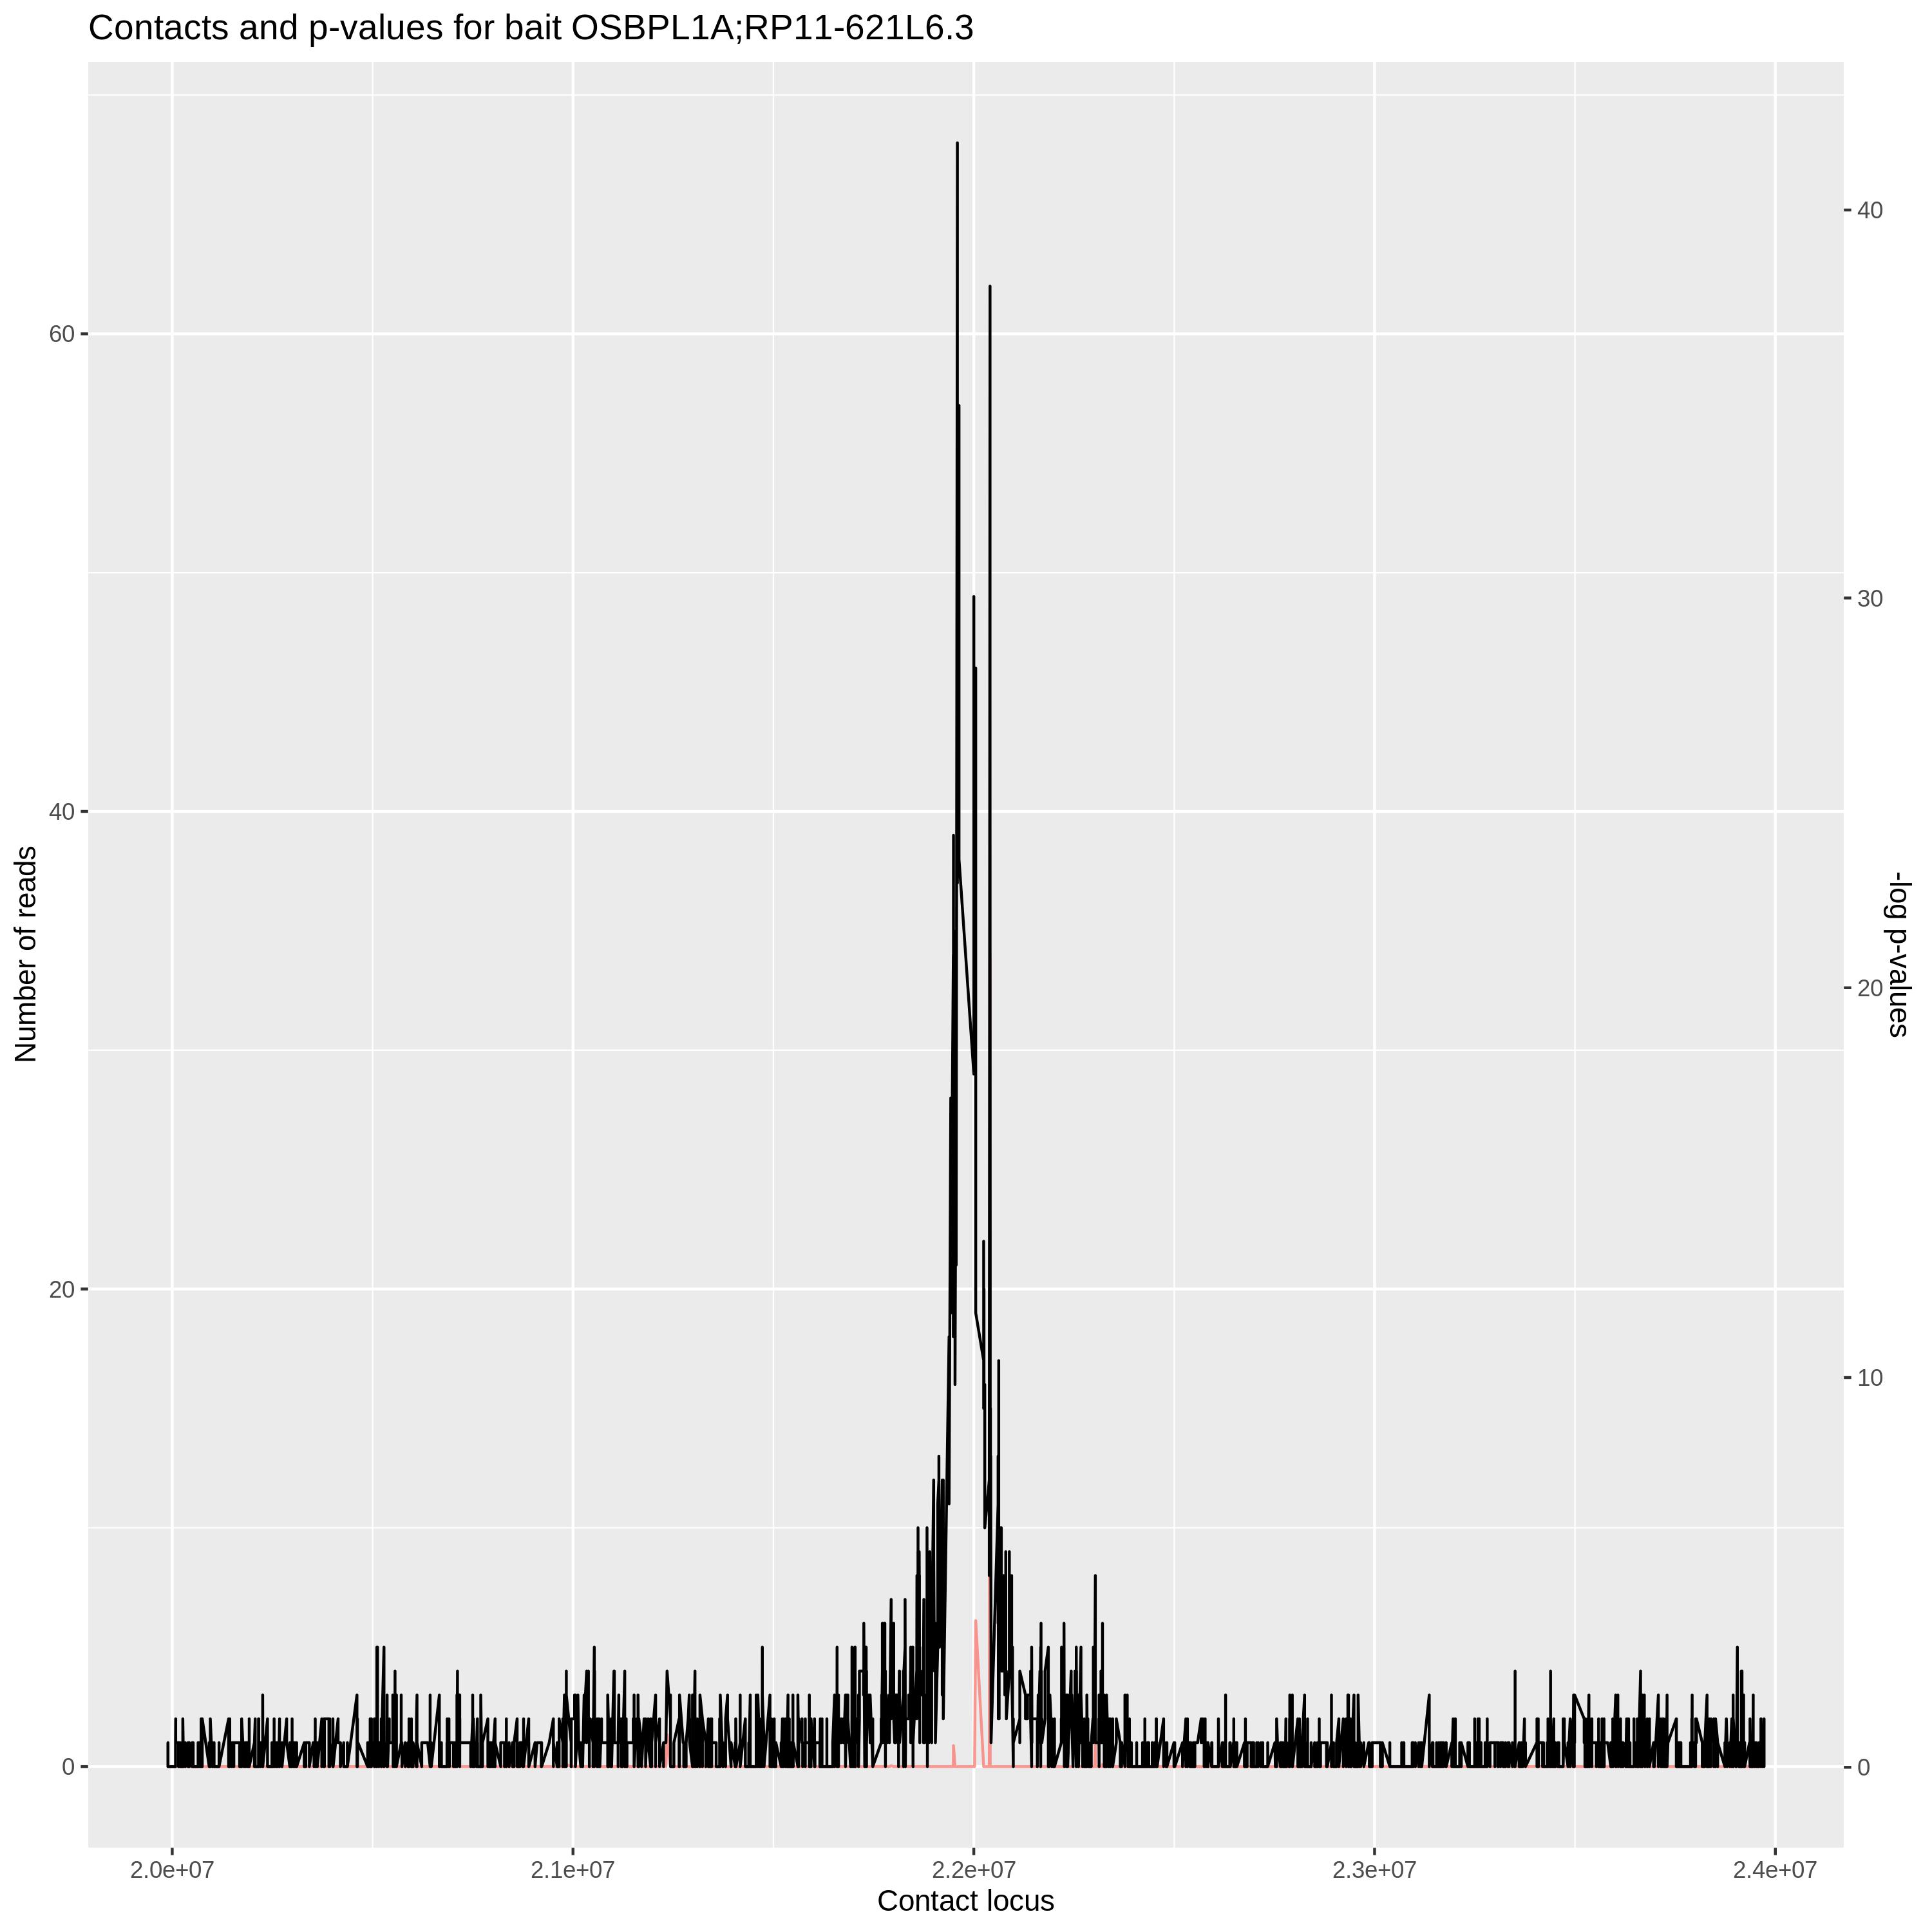 Contacts and p-values for bait OSBPL1A;RP11-621L6.3
Number of reads
60
40
20
0
40
30
20
10
0
-log p-values
2.0e+07 2.1e+07 2.2e+07 2.3e+07 2.4e+07
Contact locus